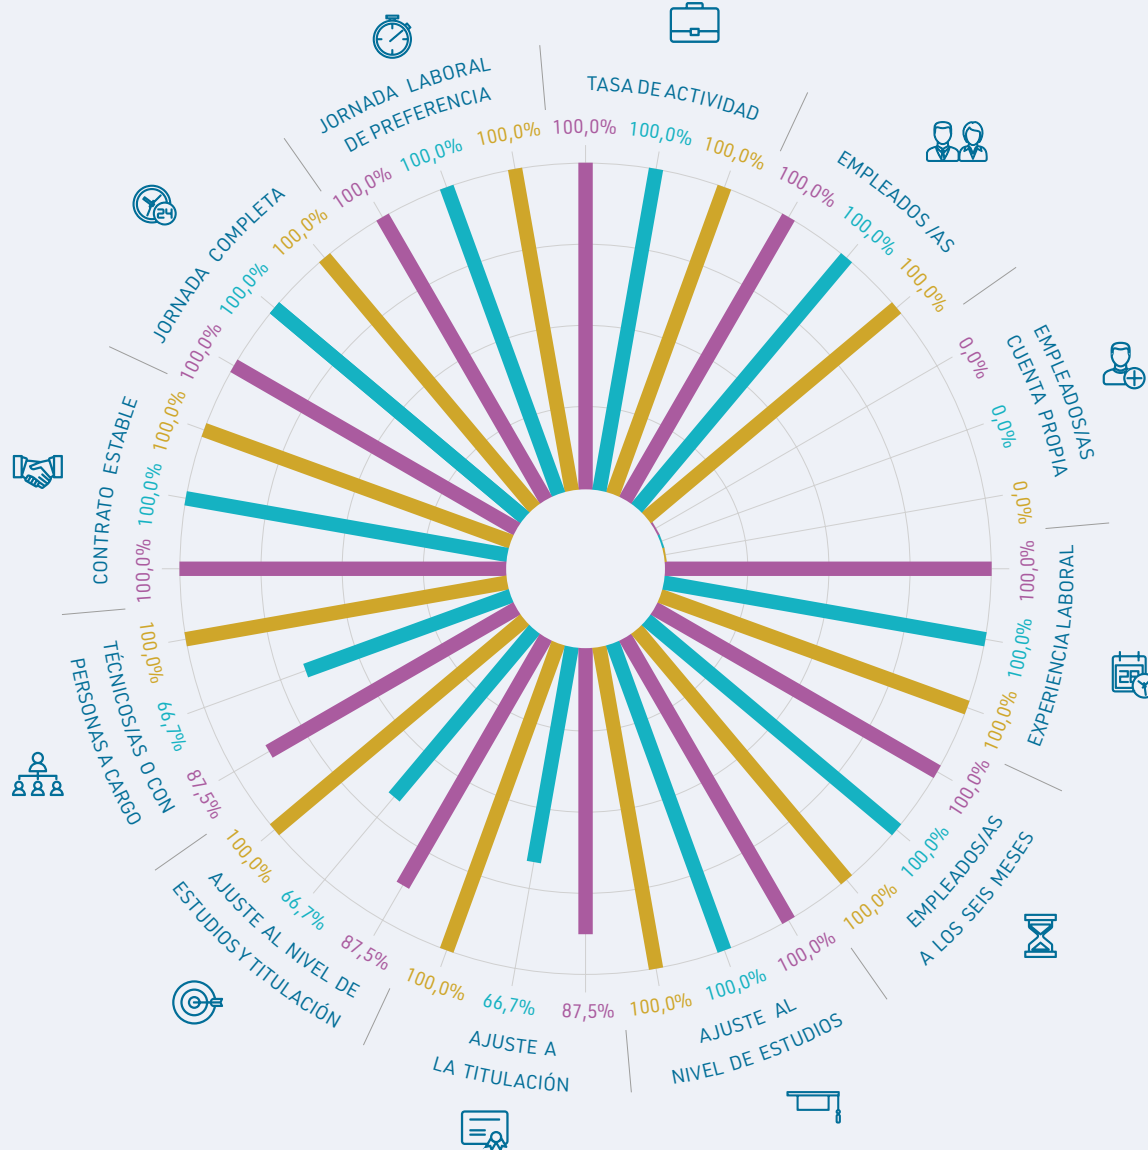 TASA DE ACTIVIDAD
100,0%
100,0%
100,0%
EMPLEADOS /AS
100,0%
100,0%
100,0%
EMPLEADOS/AS
CUENTA PROPIA
0,0%
0,0%
0,0%
EXPERIENCIA LABORAL
100,0%
100,0%
100,0%
EMPLEADOS/AS
A LOS SEIS MESES
100,0%
100,0%
100,0%
AJUSTE AL
NIVEL DE ESTUDIOS
100,0%
100,0%
100,0%
AJUSTE A
LA TITULACIÓN
87,5%
66,7%
100,0%
AJUSTE AL NIVEL DE
ESTUDIOS Y TITULACIÓN
87,5%
66,7%
100,0%
TÉCNICOS/AS O CON
PERSONAS A CARGO
87,5%
66,7%
100,0%
CONTRATO ESTABLE
100,0%
100,0%
100,0%
JORNADA COMPLETA
100,0%
100,0%
100,0%
24
JORNADA LABORAL
DE PREFERENCIA
100,0%
100,0%
100,0%